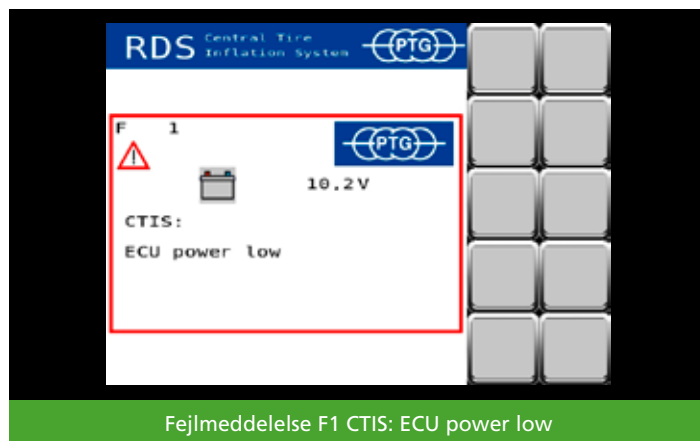 RDS Central Tire
Inflation System
PTG
F 1
PTG
10.2V
CTIS:
ECU power low
Fejlmeddelelse F1 CTIS: ECU power low